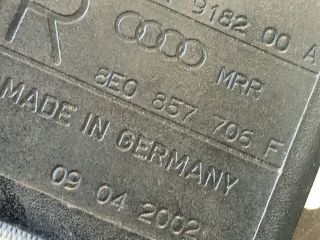 R
9182 00 A
MRR
8E0 857 706 F
MADE IN GERMANY
09 04 2002